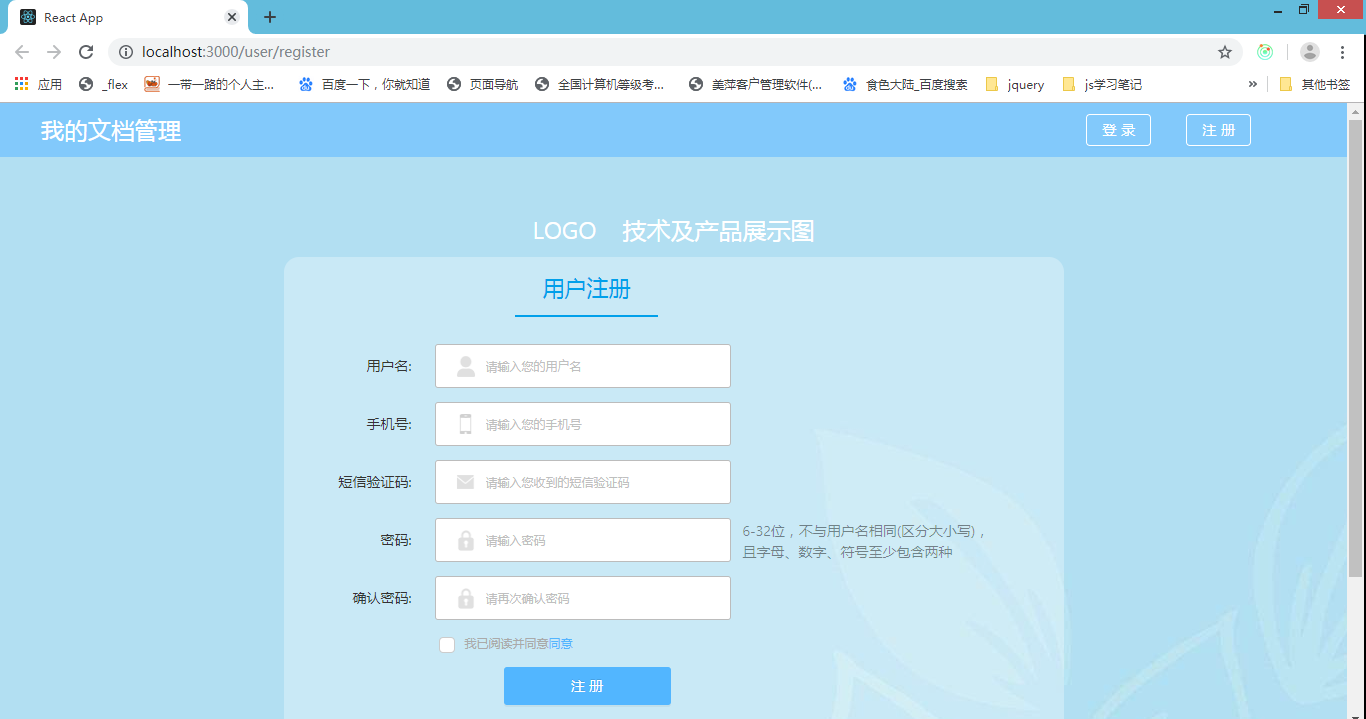 React App
localhost:3000/user/register
应用 _flex 一带一路的个人主... 百度一下，你就知道 页面导航 全国计算机等级考... 美萍客户管理软件(... 食色大陆_百度搜索 jquery js学习笔记 » 其他书签
我的文档管理 登 录 注 册
LOGO 技术及产品展示图
用户注册
用户名: 请输入您的用户名
手机号: 请输入您的手机号
短信验证码: 请输入您收到的短信验证码
密码: 请输入密码 6-32位，不与用户名相同(区分大小写)，
且字母、数字、符号至少包含两种
确认密码: 请再次确认密码
我已阅读并同意同意
注 册